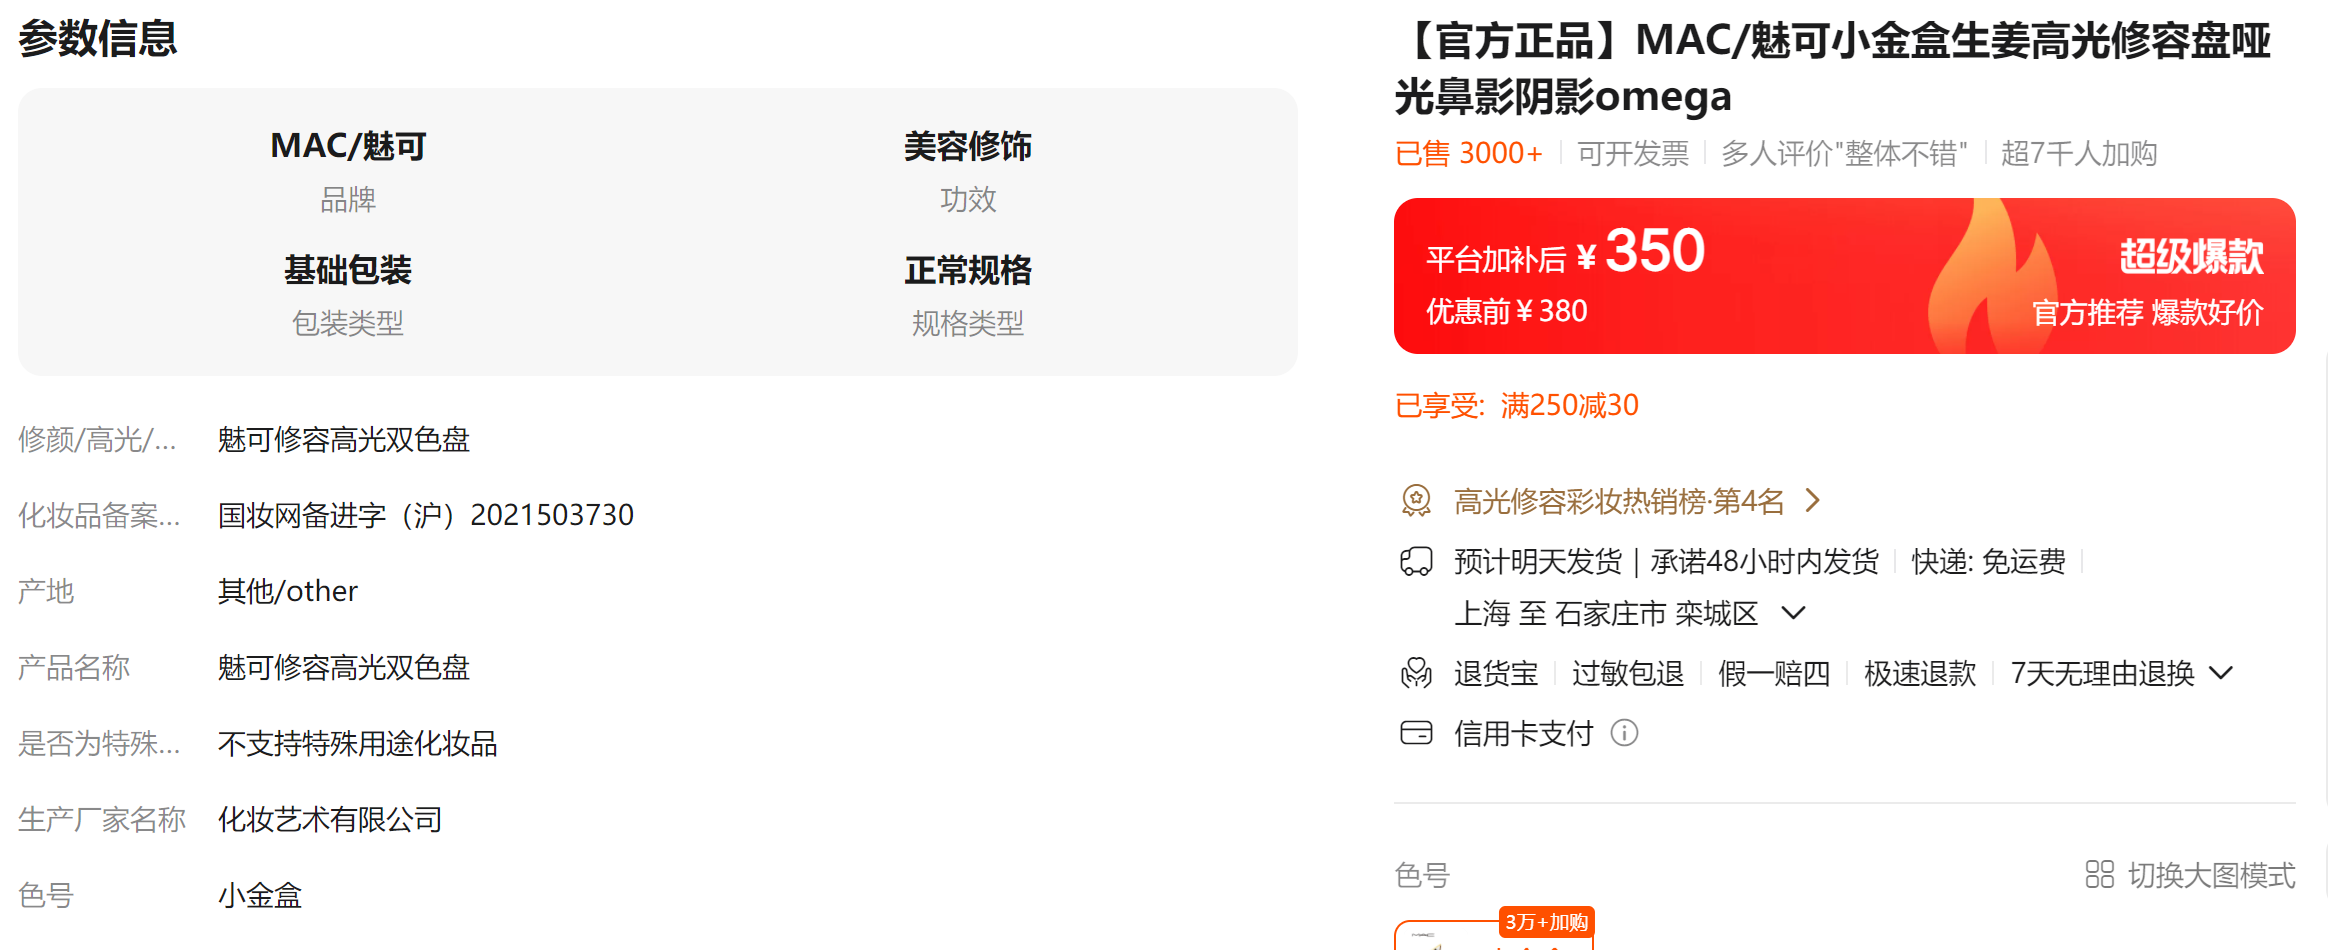 参数信息
MAC/魅可
美容修饰
品牌
功效
基础包装
正常规格
包装类型
规格类型
修颜/高光/... 魅可修容高光双色盘
化妆品备案... 国妆网备进字（沪）2021503730
产地 其他/other
产品名称 魅可修容高光双色盘
是否为特殊... 不支持特殊用途化妆品
生产厂家名称 化妆艺术有限公司
色号 小金盒
【官方正品】MAC/魅可小金盒生姜高光修容盘哑
光鼻影阴影omega
已售 3000+ 可开发票 多人评价"整体不错" 超7千人加购
平台加补后 ¥ 350
优惠前 ¥ 380
超级爆款
官方推荐 爆款好价
已享受: 满250减30
高光修容彩妆热销榜·第4名
预计明天发货 | 承诺48小时内发货 快递: 免运费
上海 至 石家庄市 栾城区
退货宝 过敏包退 假一赔四 极速退款 7天无理由退换
信用卡支付
色号 切换大图模式
3万+加购